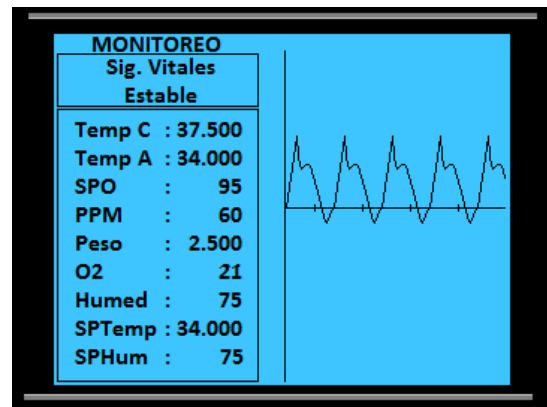 MONITOREO
Sig. Vitales
Estable
Temp C : 37.500
Temp A : 34.000
SPO : 95
PPM : 60
Peso : 2.500
O2 : 21
Humed : 75
SPTemp : 34.000
SPHum : 75